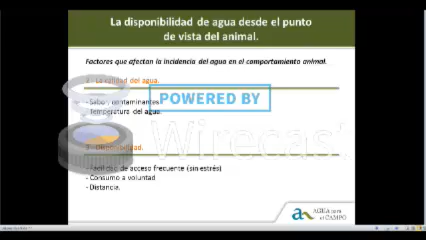 La disponibilidad de agua desde el punto
de vista del animal.
Factores que afectan la incidencia del agua en el comportamiento animal.
2 - La calidad del agua.
- Sabor, contaminantes
- Temperatura del agua.
POWERED BY
Wirecast
3 - Disponibilidad.
- Facilidad de acceso frecuente (sin estrés)
- Consumo a voluntad
- Distancia.
AGUA para
el CAMPO